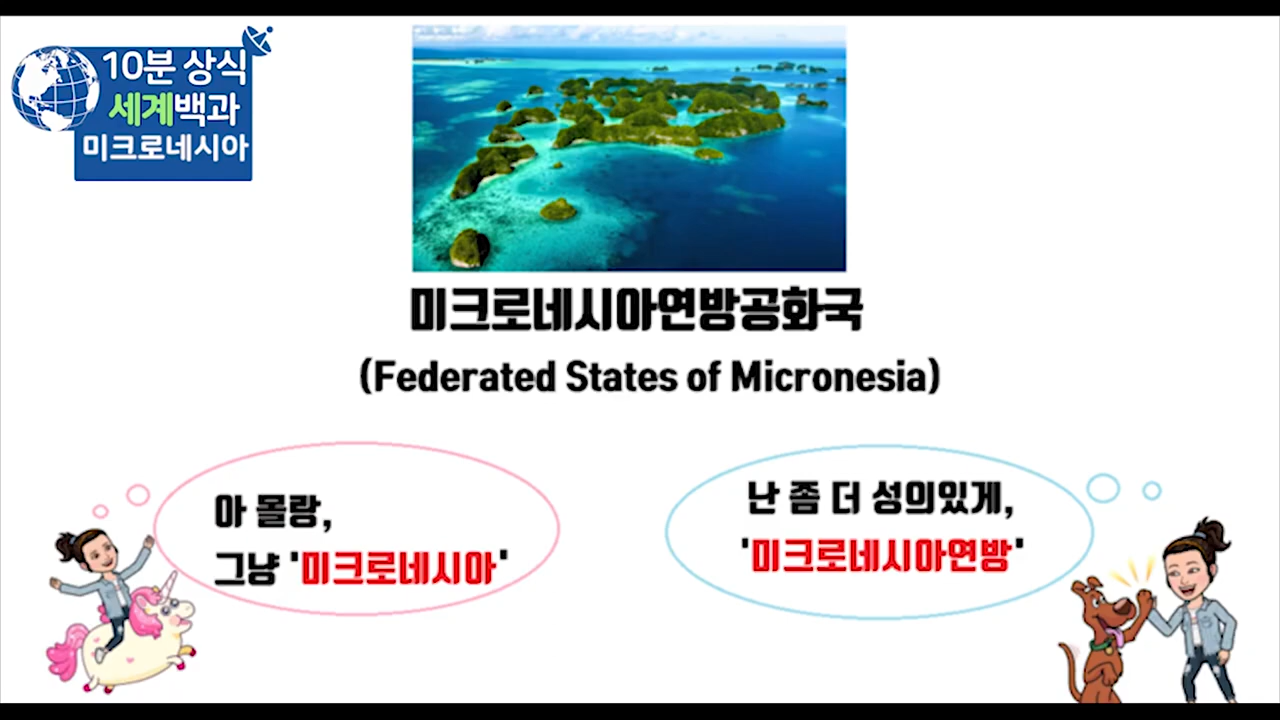 10분 상식
세계백과
미크로네시아
미크로네시아연방공화국
(Federated States of Micronesia)
아 몰랑,
그냥 '미크로네시아'
난 좀 더 성의있게,
'미크로네시아연방'